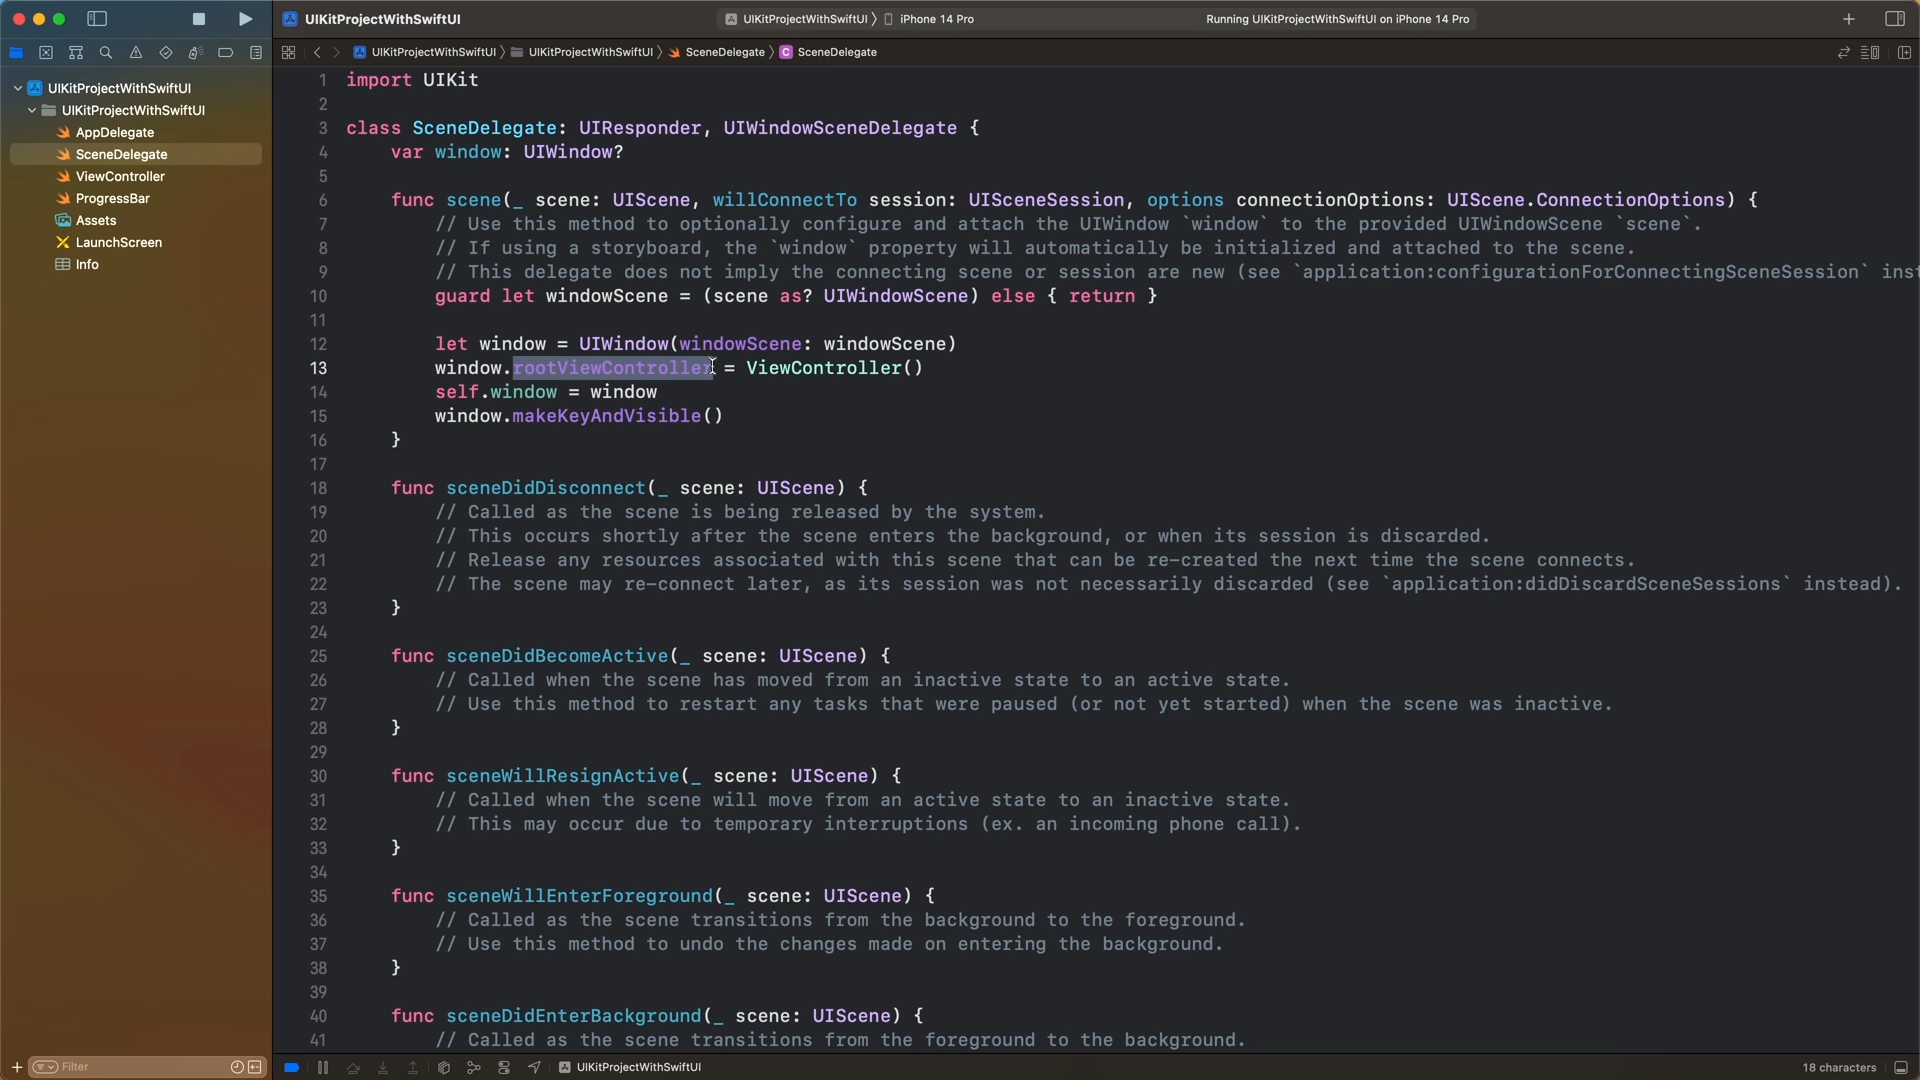 UIKitProjectWithSwiftUI
UIKitProjectWithSwiftUI 〉 iPhone 14 Pro
Running UIKitProjectWithSwiftUI on iPhone 14 Pro
UIKitProjectWithSwiftUI 〉 UIKitProjectWithSwiftUI 〉 SceneDelegate 〉 C SceneDelegate
UIKitProjectWithSwiftUI
UIKitProjectWithSwiftUI
AppDelegate
SceneDelegate
ViewController
ProgressBar
Assets
LaunchScreen
Info
1 import UIKit
2
3 class SceneDelegate: UIResponder, UIWindowSceneDelegate {
4 var window: UIWindow?
5
6 func scene(_ scene: UIScene, willConnectTo session: UISceneSession, options connectionOptions: UIScene.ConnectionOptions) {
7 // Use this method to optionally configure and attach the UIWindow `window` to the provided UIWindowScene `scene`.
8 // If using a storyboard, the `window` property will automatically be initialized and attached to the scene.
9 // This delegate does not imply the connecting scene or session are new (see `application:configurationForConnectingSceneSession` inst
10 guard let windowScene = (scene as? UIWindowScene) else { return }
11
12 let window = UIWindow(windowScene: windowScene)
13 window.rootViewController = ViewController()
14 self.window = window
15 window.makeKeyAndVisible()
16 }
17
18 func sceneDidDisconnect(_ scene: UIScene) {
19 // Called as the scene is being released by the system.
20 // This occurs shortly after the scene enters the background, or when its session is discarded.
21 // Release any resources associated with this scene that can be re-created the next time the scene connects.
22 // The scene may re-connect later, as its session was not necessarily discarded (see `application:didDiscardSceneSessions` instead).
23 }
24
25 func sceneDidBecomeActive(_ scene: UIScene) {
26 // Called when the scene has moved from an inactive state to an active state.
27 // Use this method to restart any tasks that were paused (or not yet started) when the scene was inactive.
28 }
29
30 func sceneWillResignActive(_ scene: UIScene) {
31 // Called when the scene will move from an active state to an inactive state.
32 // This may occur due to temporary interruptions (ex. an incoming phone call).
33 }
34
35 func sceneWillEnterForeground(_ scene: UIScene) {
36 // Called as the scene transitions from the background to the foreground.
37 // Use this method to undo the changes made on entering the background.
38 }
39
40 func sceneDidEnterBackground(_ scene: UIScene) {
41 // Called as the scene transitions from the foreground to the background.
Filter
UIKitProjectWithSwiftUI
18 characters